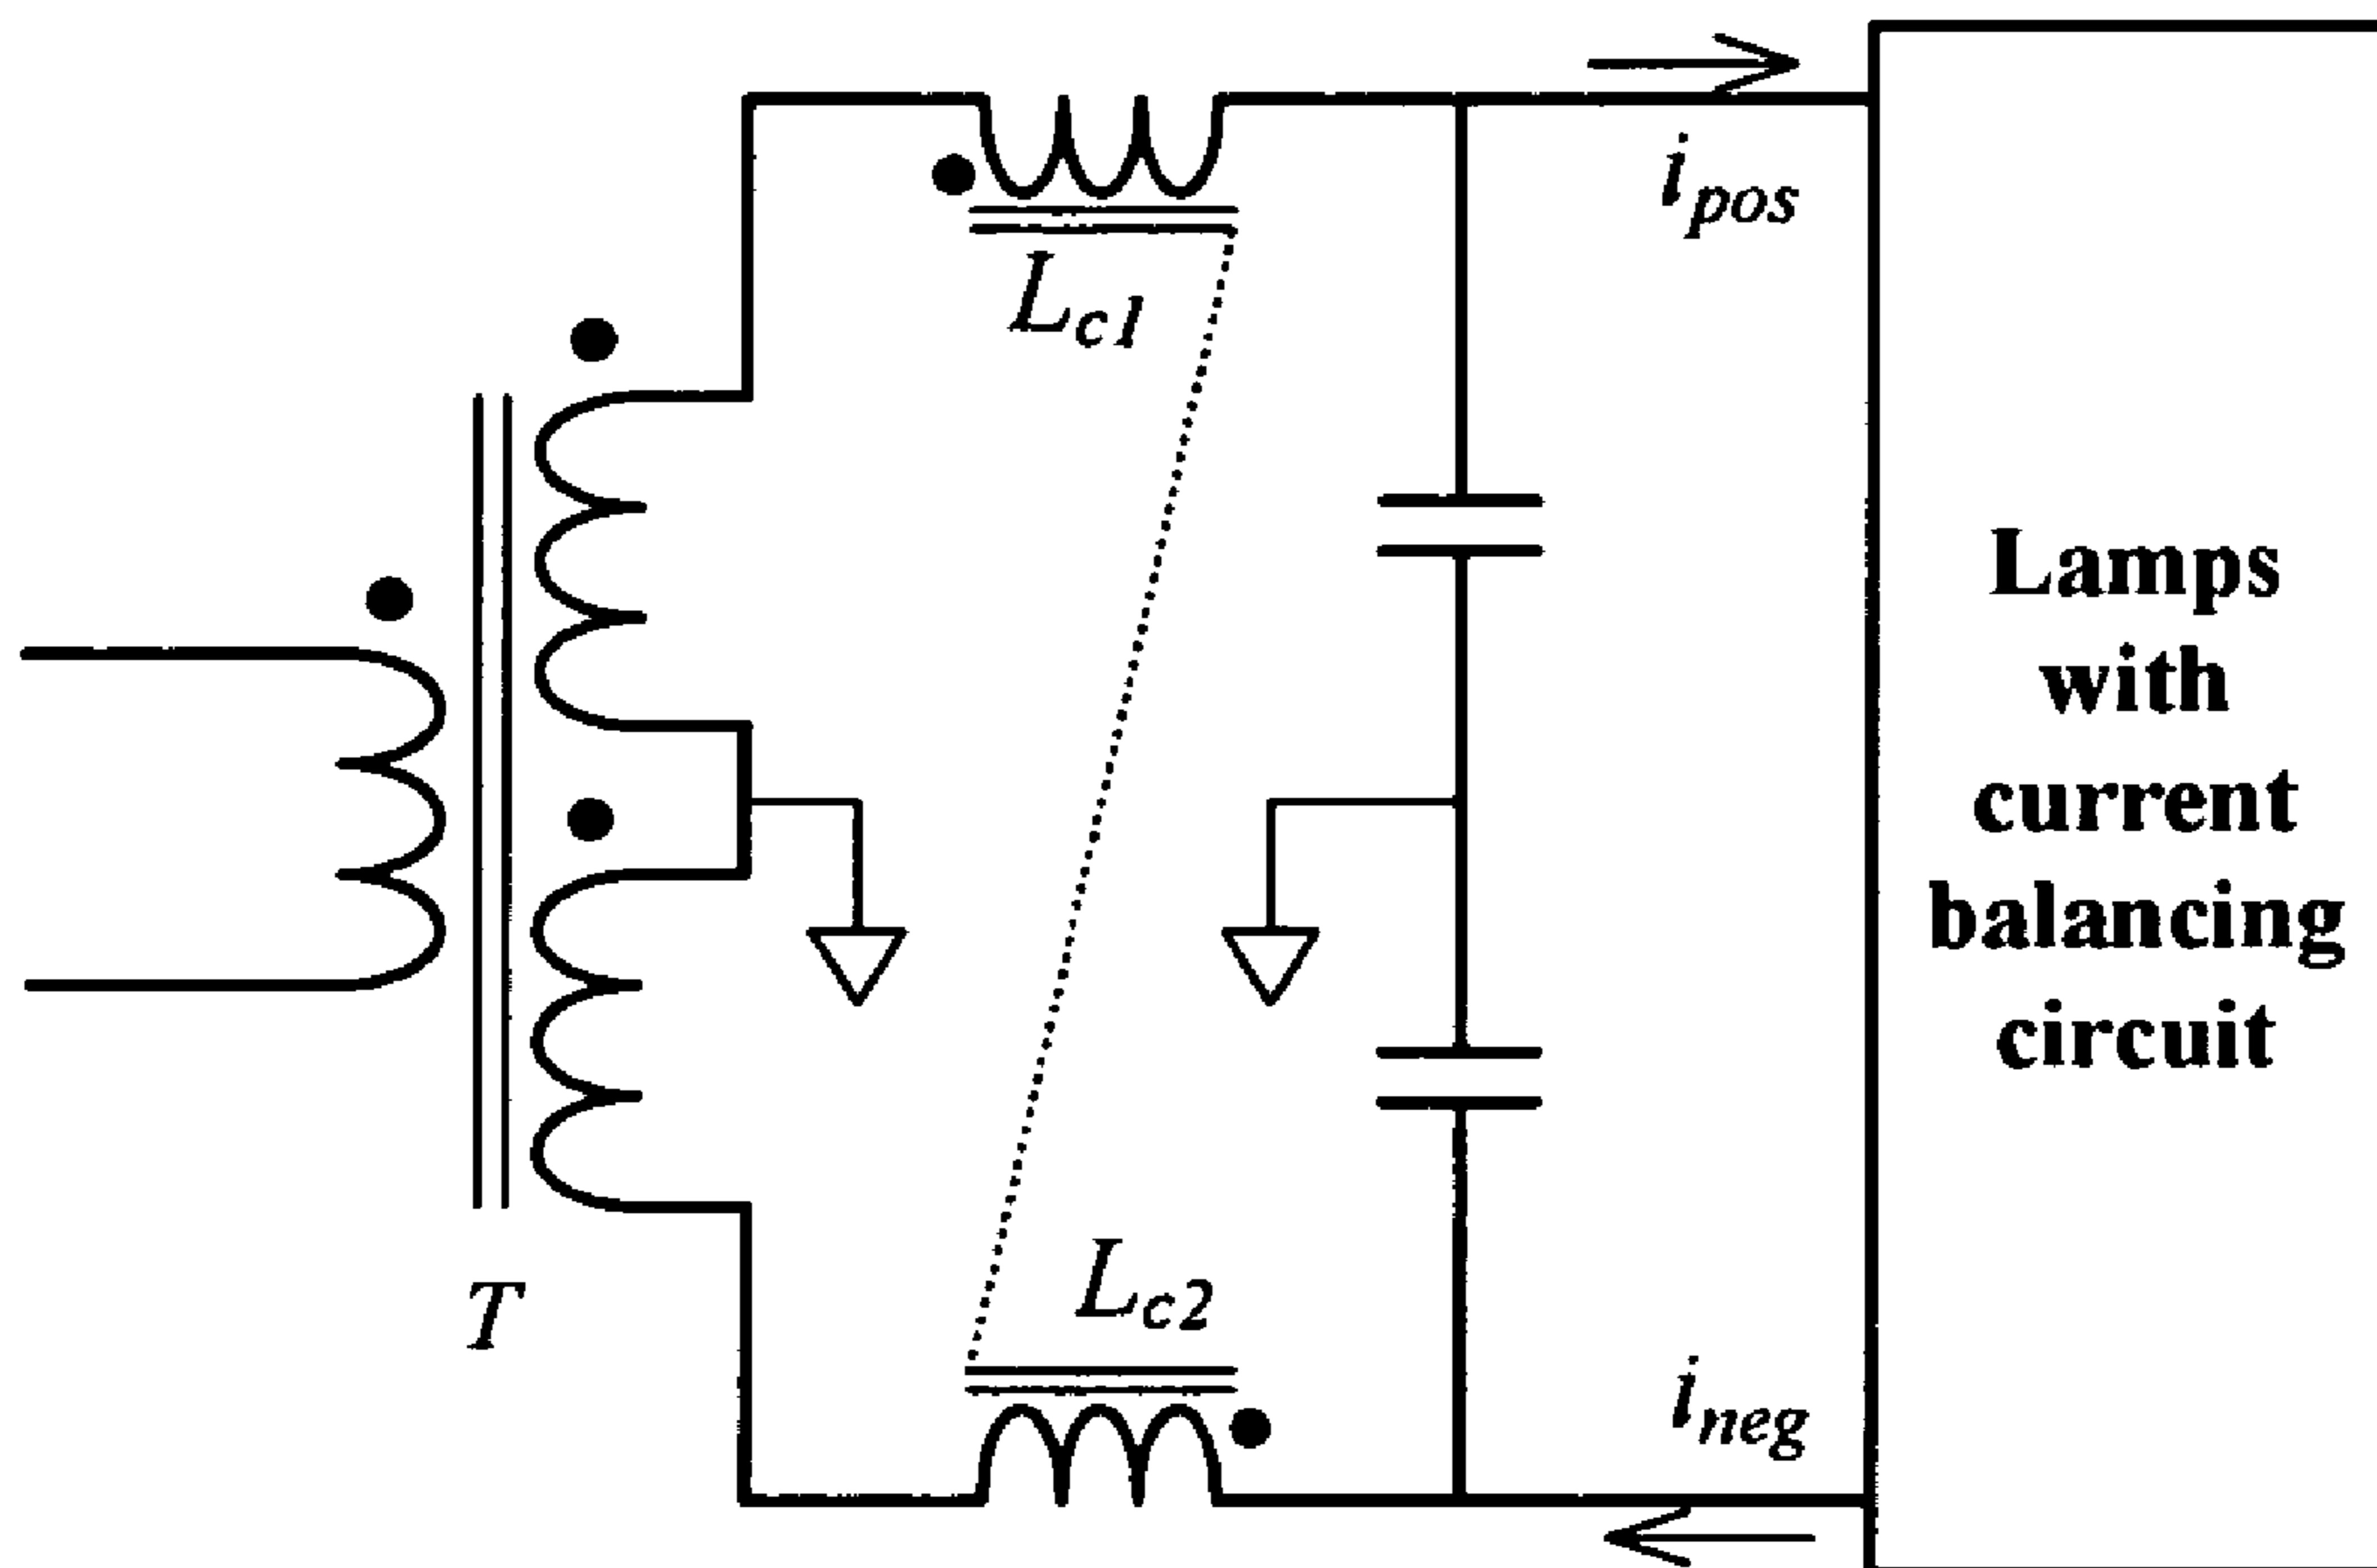 i_pos
L_c1
Lamps
with
current
balancing
circuit
L_c2
T
i_neg